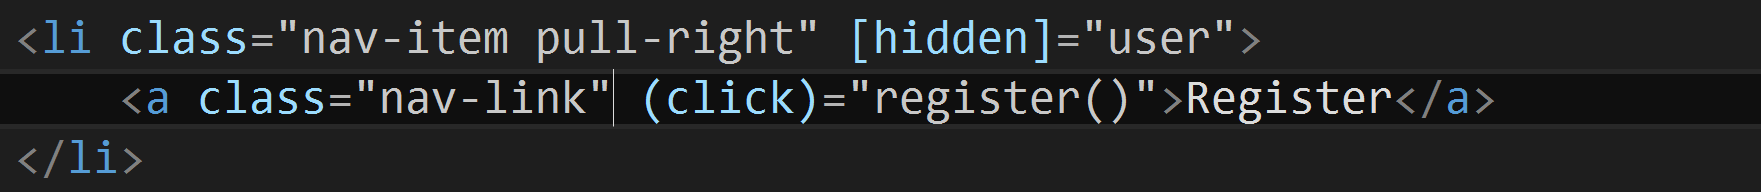 <li class="nav-item pull-right" [hidden]="user">
<a class="nav-link" (click)="register()">Register</a>
</li>